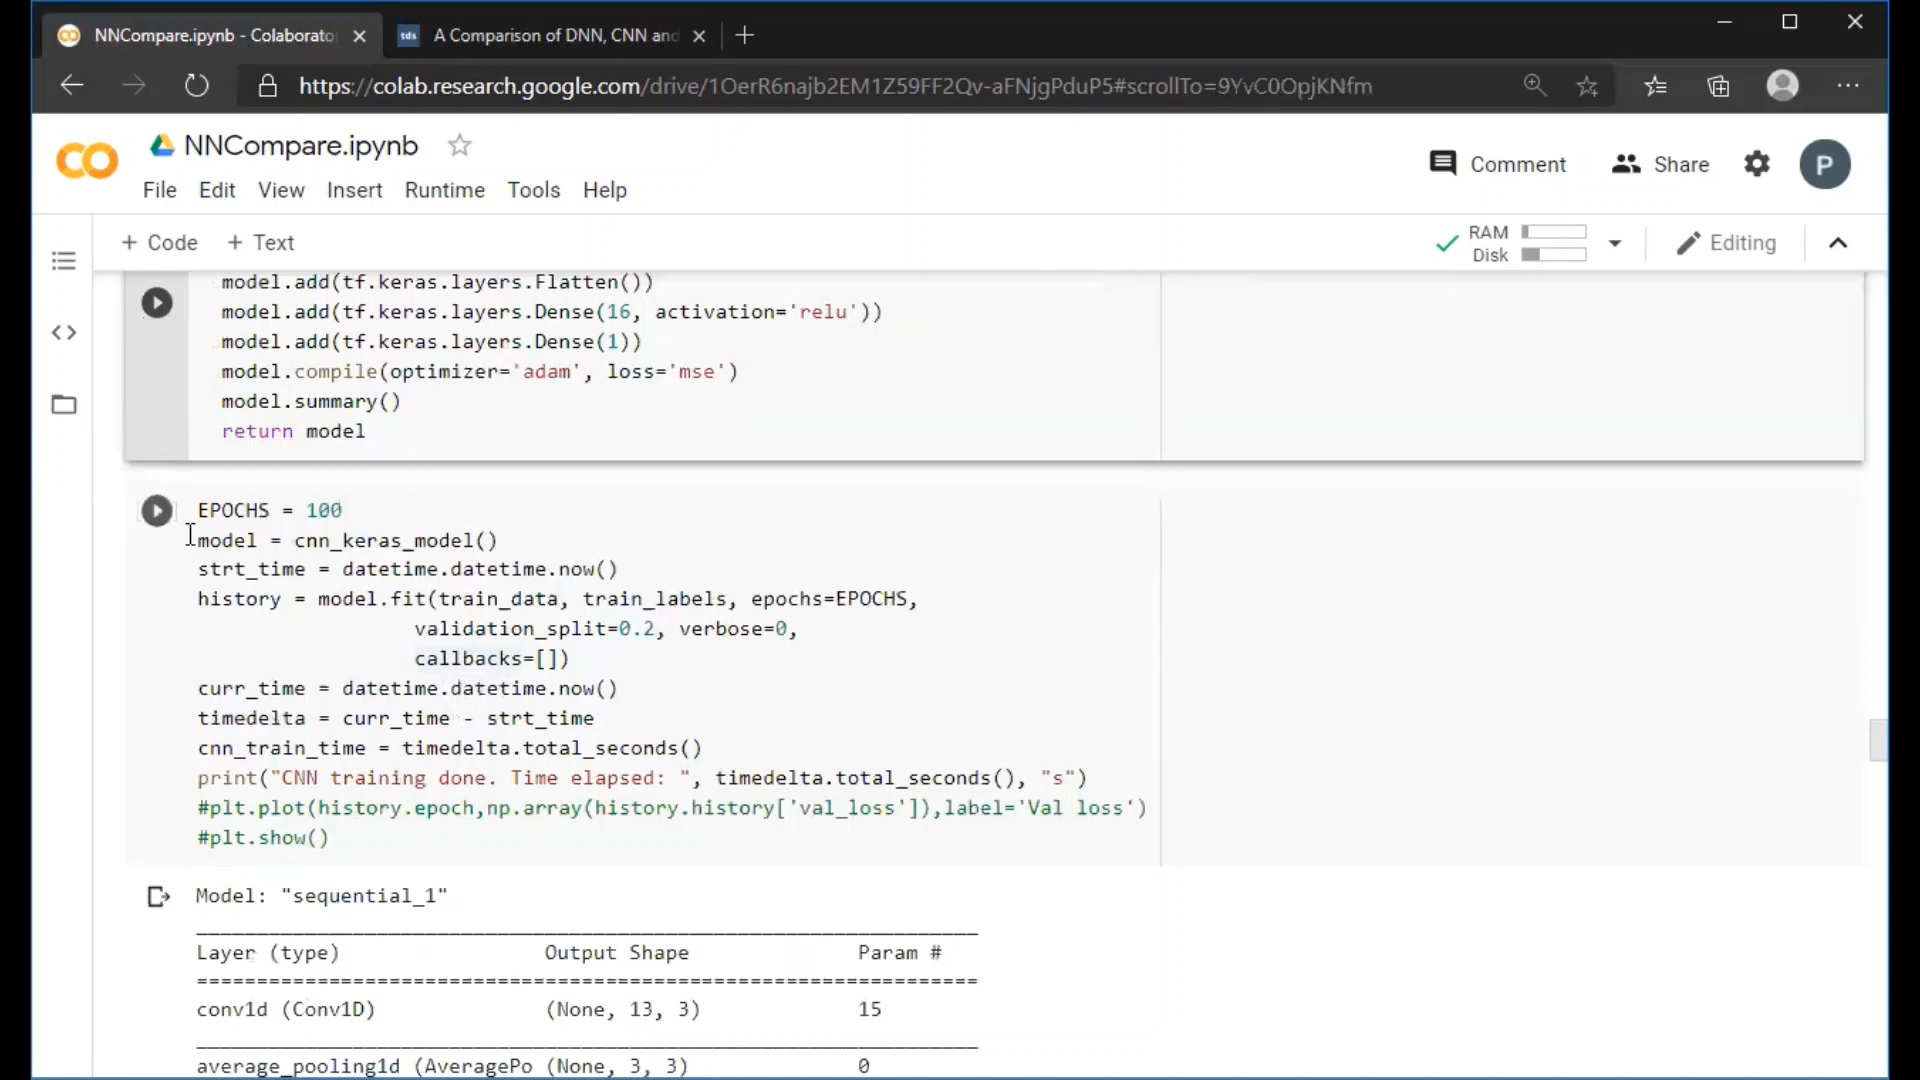 NNCompare.ipynb - Colaborato
tds A Comparison of DNN, CNN and
https://colab.research.google.com/drive/1OerR6najb2EM1Z59FF2Qv-aFNjgPduP5#scrollTo=9YvC0OpjKNfm
NNCompare.ipynb
Comment Share P
File Edit View Insert Runtime Tools Help
+ Code + Text
RAM
Disk
Editing
model.add(tf.keras.layers.Flatten())
model.add(tf.keras.layers.Dense(16, activation='relu'))
model.add(tf.keras.layers.Dense(1))
model.compile(optimizer='adam', loss='mse')
model.summary()
return model
EPOCHS = 100
model = cnn_keras_model()
strt_time = datetime.datetime.now()
history = model.fit(train_data, train_labels, epochs=EPOCHS,
validation_split=0.2, verbose=0,
callbacks=[])
curr_time = datetime.datetime.now()
timedelta = curr_time - strt_time
cnn_train_time = timedelta.total_seconds()
print("CNN training done. Time elapsed: ", timedelta.total_seconds(), "s")
#plt.plot(history.epoch,np.array(history.history['val_loss']),label='Val loss')
#plt.show()
Model: "sequential_1"
Layer (type) Output Shape Param #
=================================================================
conv1d (Conv1D) (None, 13, 3) 15
average_pooling1d (AveragePo (None, 3, 3) 0